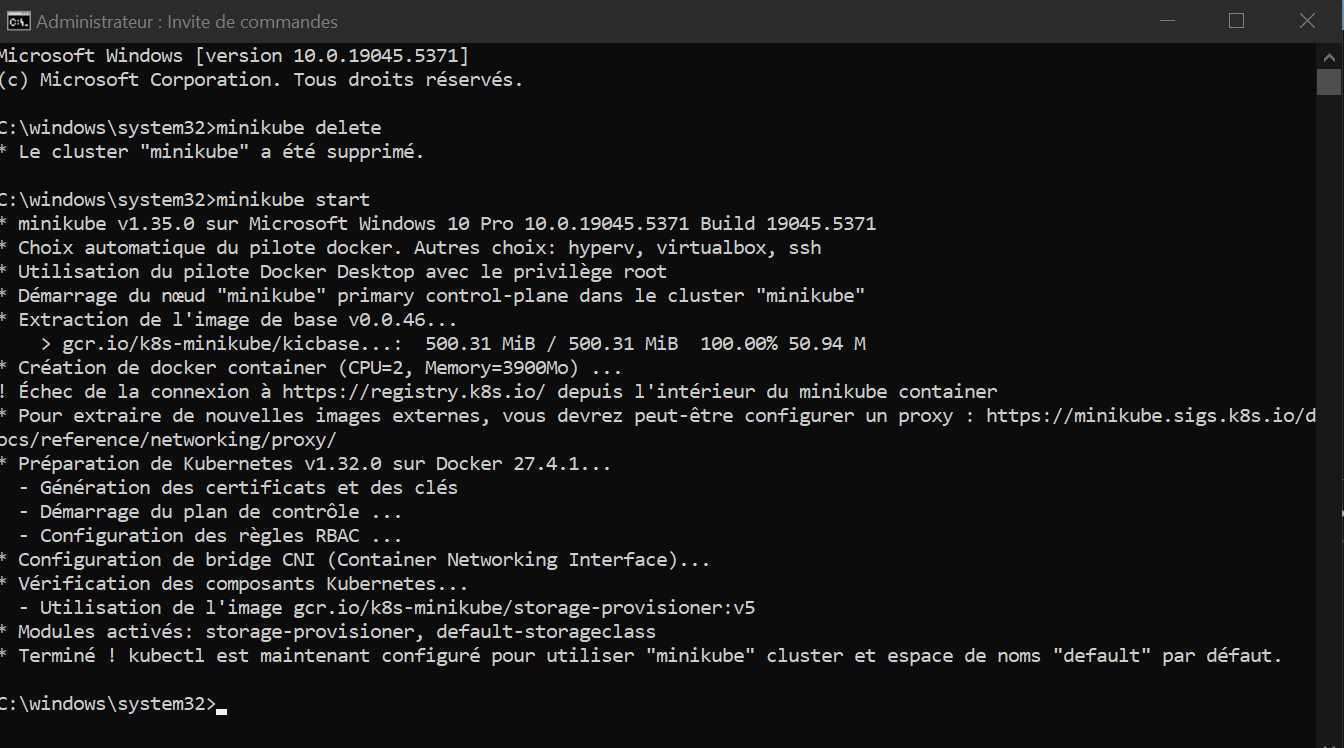 Administrateur : Invite de commandes
Microsoft Windows [version 10.0.19045.5371]
(c) Microsoft Corporation. Tous droits réservés.
C:\windows\system32>minikube delete
* Le cluster "minikube" a été supprimé.
C:\windows\system32>minikube start
* minikube v1.35.0 sur Microsoft Windows 10 Pro 10.0.19045.5371 Build 19045.5371
* Choix automatique du pilote docker. Autres choix: hyperv, virtualbox, ssh
* Utilisation du pilote Docker Desktop avec le privilège root
* Démarrage du nœud "minikube" primary control-plane dans le cluster "minikube"
* Extraction de l'image de base v0.0.46...
    > gcr.io/k8s-minikube/kicbase...:  500.31 MiB / 500.31 MiB  100.00% 50.94 M
* Création de docker container (CPU=2, Memory=3900Mo) ...
! Échec de la connexion à https://registry.k8s.io/ depuis l'intérieur du minikube container
* Pour extraire de nouvelles images externes, vous devrez peut-être configurer un proxy : https://minikube.sigs.k8s.io/d
ocs/reference/networking/proxy/
* Préparation de Kubernetes v1.32.0 sur Docker 27.4.1...
  - Génération des certificats et des clés
  - Démarrage du plan de contrôle ...
  - Configuration des règles RBAC ...
* Configuration de bridge CNI (Container Networking Interface)...
* Vérification des composants Kubernetes...
  - Utilisation de l'image gcr.io/k8s-minikube/storage-provisioner:v5
* Modules activés: storage-provisioner, default-storageclass
* Terminé ! kubectl est maintenant configuré pour utiliser "minikube" cluster et espace de noms "default" par défaut.
C:\windows\system32>